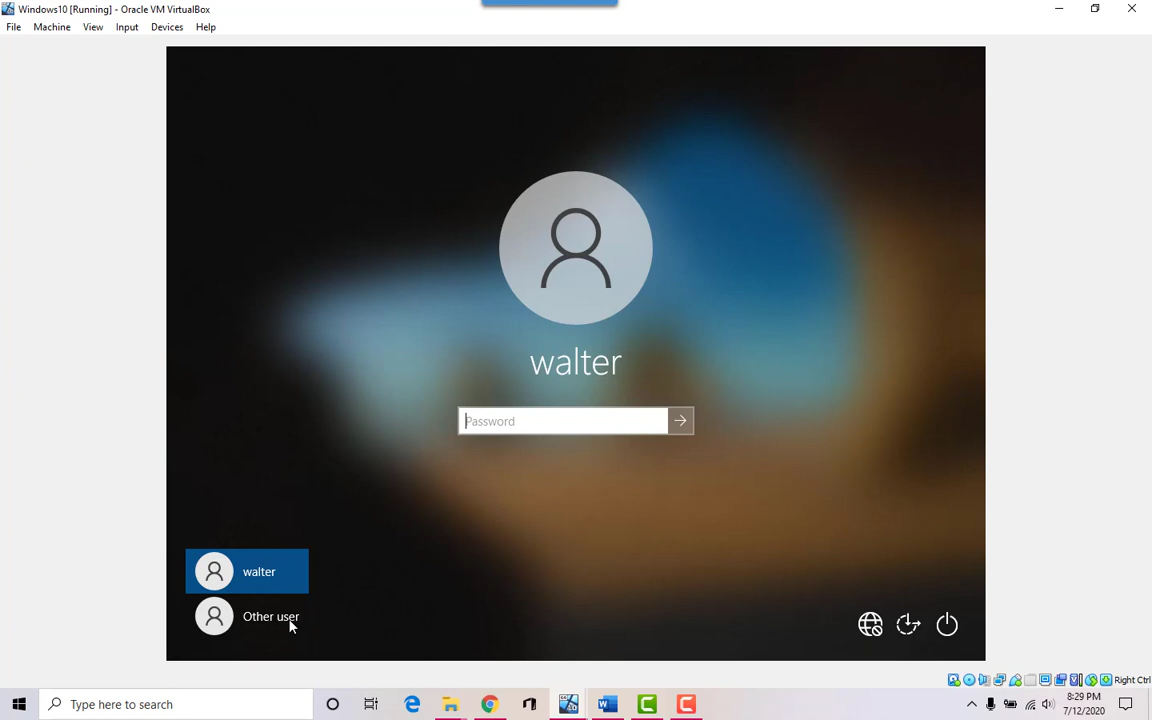 Windows10 [Running] - Oracle VM VirtualBox
File Machine View Input Devices Help
walter
Password
walter
Other user
Right Ctrl
Type here to search
8:29 PM
7/12/2020